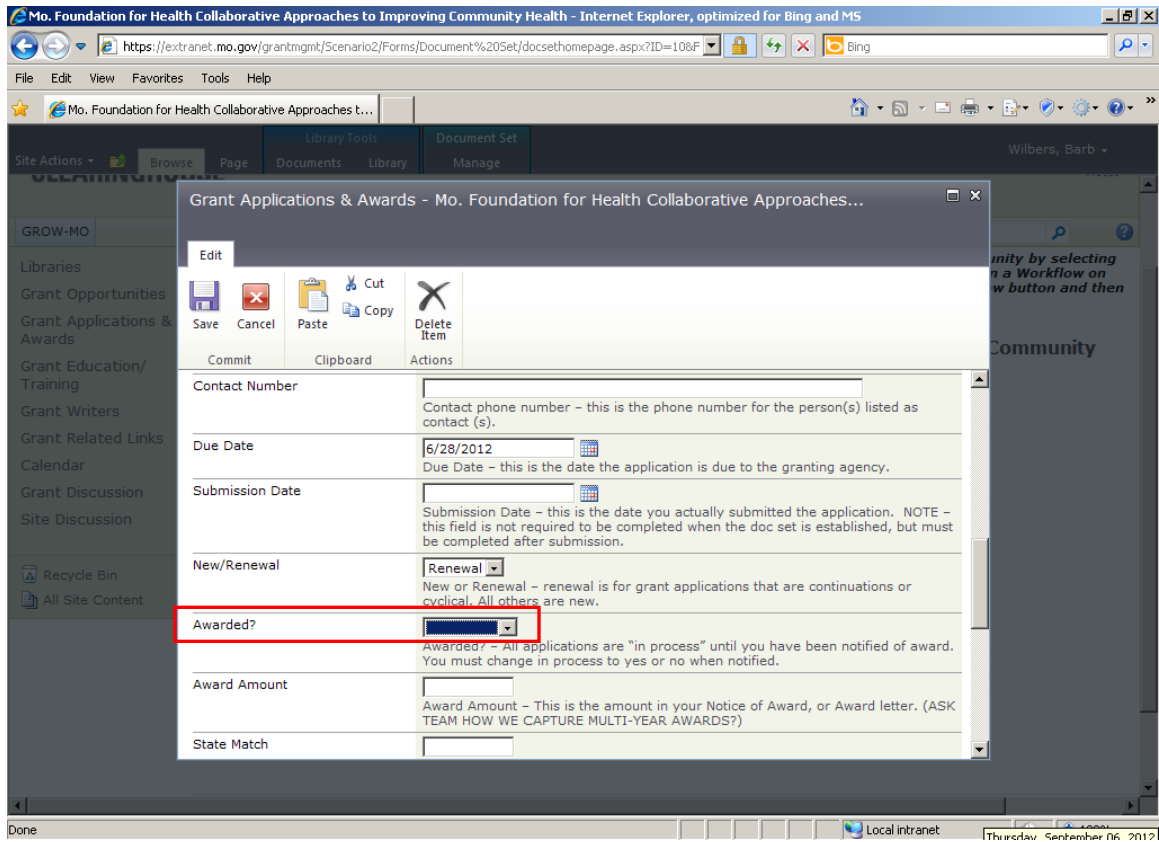 Mo. Foundation for Health Collaborative Approaches to Improving Community Health - Internet Explorer, optimized for Bing and MS
https://extranet.mo.gov/grantmgmt/Scenario2/Forms/Document%20Set/docsethomepage.aspx?ID=108F
Bing
File Edit View Favorites Tools Help
Mo. Foundation for Health Collaborative Approaches t...
Library Tools Document Set
Site Actions Browse Page Documents Library Manage Wilbers, Barb
Grant Applications & Awards - Mo. Foundation for Health Collaborative Approaches...
GROW-MO
Edit
Libraries
Grant Opportunities
Grant Applications &
Awards
Grant Education/
Training
Grant Writers
Grant Related Links
Calendar
Grant Discussion
Site Discussion
Recycle Bin
All Site Content
unity by selecting
n a Workflow on
w button and then
Community
Save Cancel Paste Cut Copy Delete
Item
Commit Clipboard Actions
Contact Number
Contact phone number – this is the phone number for the person(s) listed as
contact (s).
Due Date 6/28/2012
Due Date – this is the date the application is due to the granting agency.
Submission Date
Submission Date – this is the date you actually submitted the application. NOTE –
this field is not required to be completed when the doc set is established, but must
be completed after submission.
New/Renewal Renewal
New or Renewal – renewal is for grant applications that are continuations or
cyclical. All others are new.
Awarded?
Awarded? – All applications are “in process” until you have been notified of award.
You must change in process to yes or no when notified.
Award Amount
Award Amount – This is the amount in your Notice of Award, or Award letter. (ASK
TEAM HOW WE CAPTURE MULTI-YEAR AWARDS?)
State Match
Done Local intranet
Thursday, September 06, 2012